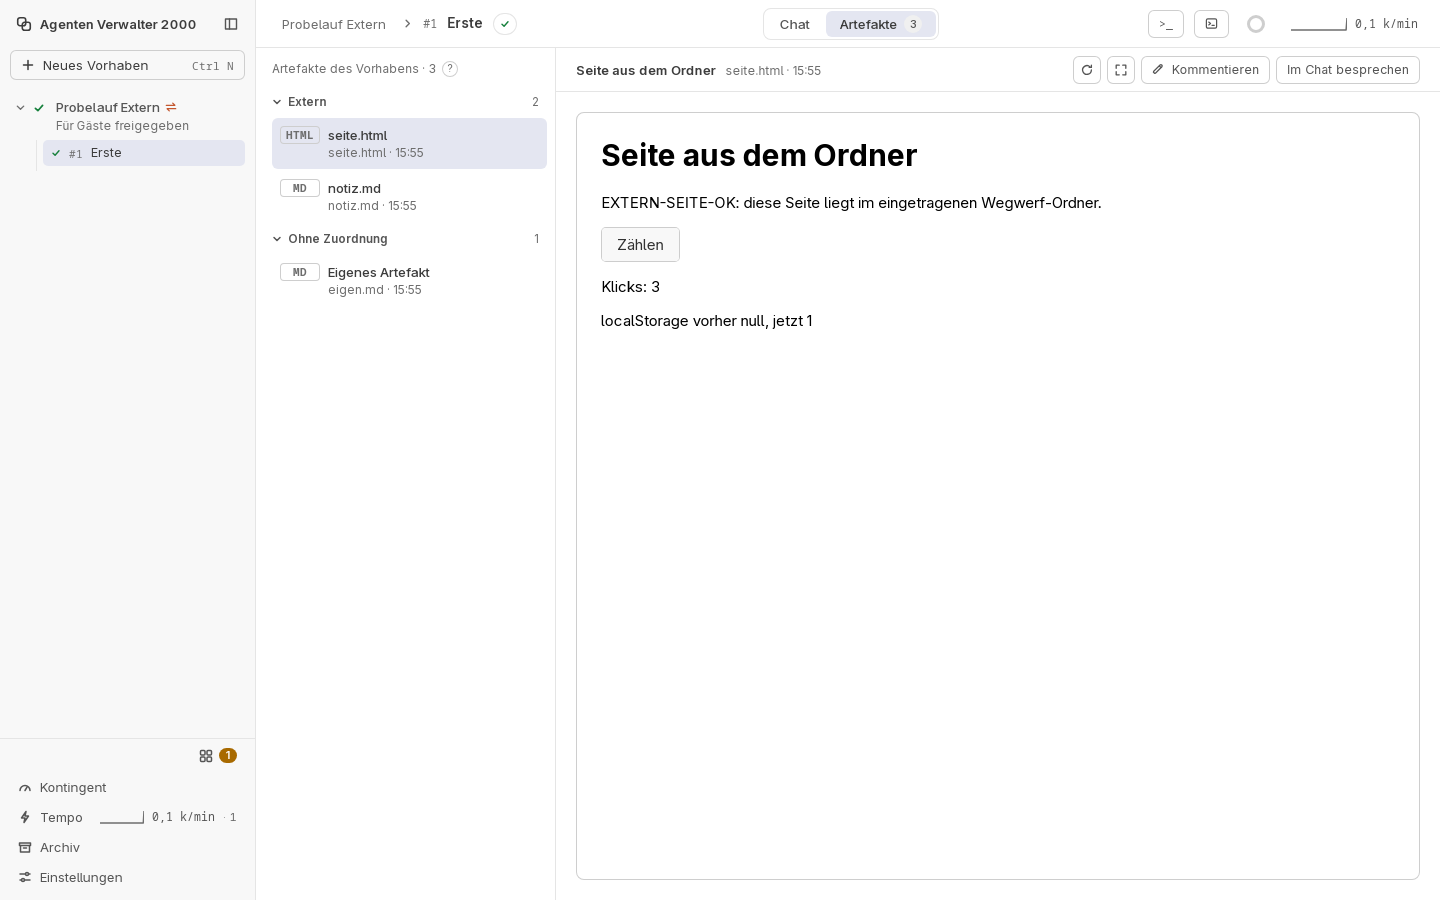 Agenten Verwalter 2000
Neues Vorhaben Ctrl N
Probelauf Extern
Für Gäste freigegeben
#1 Erste
1
Kontingent
Tempo 0,1 k/min · 1
Archiv
Einstellungen
Probelauf Extern #1 Erste
Chat Artefakte 3
>_
0,1 k/min
Artefakte des Vorhabens · 3 ?
Extern 2
HTML seite.html
seite.html · 15:55
MD notiz.md
notiz.md · 15:55
Ohne Zuordnung 1
MD Eigenes Artefakt
eigen.md · 15:55
Seite aus dem Ordner seite.html · 15:55
Kommentieren
Im Chat besprechen
Seite aus dem Ordner
EXTERN-SEITE-OK: diese Seite liegt im eingetragenen Wegwerf-Ordner.
Zählen
Klicks: 3
localStorage vorher null, jetzt 1